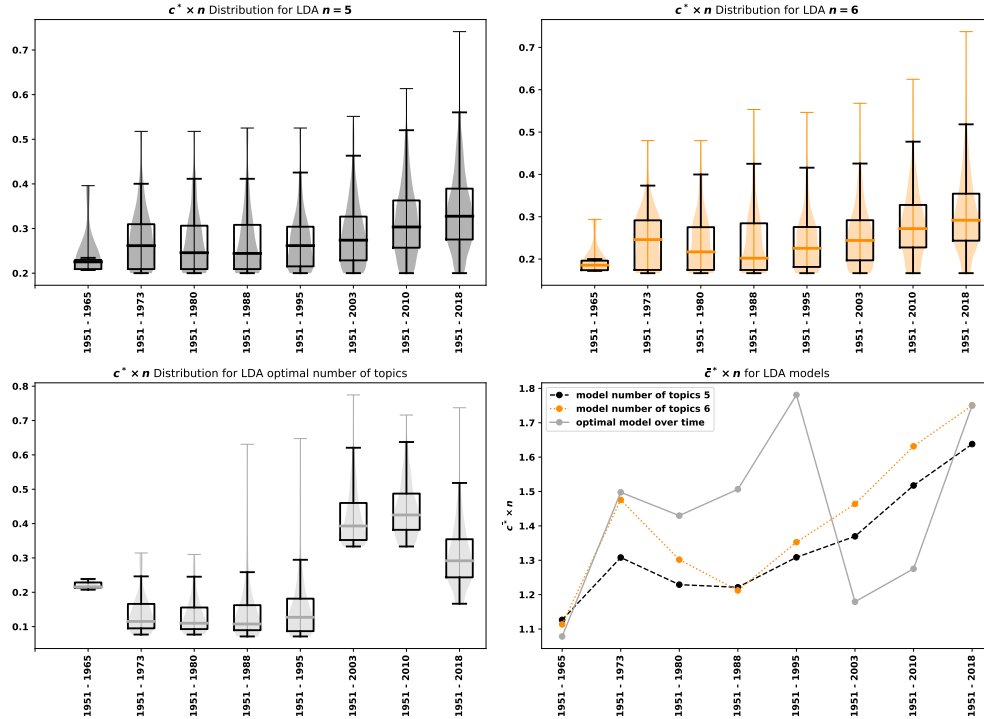 c* × n Distribution for LDA n = 5
0.7
0.6
0.5
0.4
0.3
0.2
1951 - 1965
1951 - 1973
1951 - 1980
1951 - 1988
1951 - 1995
1951 - 2003
1951 - 2010
1951 - 2018
c* × n Distribution for LDA n = 6
0.7
0.6
0.5
0.4
0.3
0.2
1951 - 1965
1951 - 1973
1951 - 1980
1951 - 1988
1951 - 1995
1951 - 2003
1951 - 2010
1951 - 2018
c* × n Distribution for LDA optimal number of topics
0.8
0.7
0.6
0.5
0.4
0.3
0.2
0.1
1951 - 1965
1951 - 1973
1951 - 1980
1951 - 1988
1951 - 1995
1951 - 2003
1951 - 2010
1951 - 2018
c̄* × n for LDA models
model number of topics 5
model number of topics 6
optimal model over time
c̄* × n
1.8
1.7
1.6
1.5
1.4
1.3
1.2
1.1
1951 - 1965
1951 - 1973
1951 - 1980
1951 - 1988
1951 - 1995
1951 - 2003
1951 - 2010
1951 - 2018